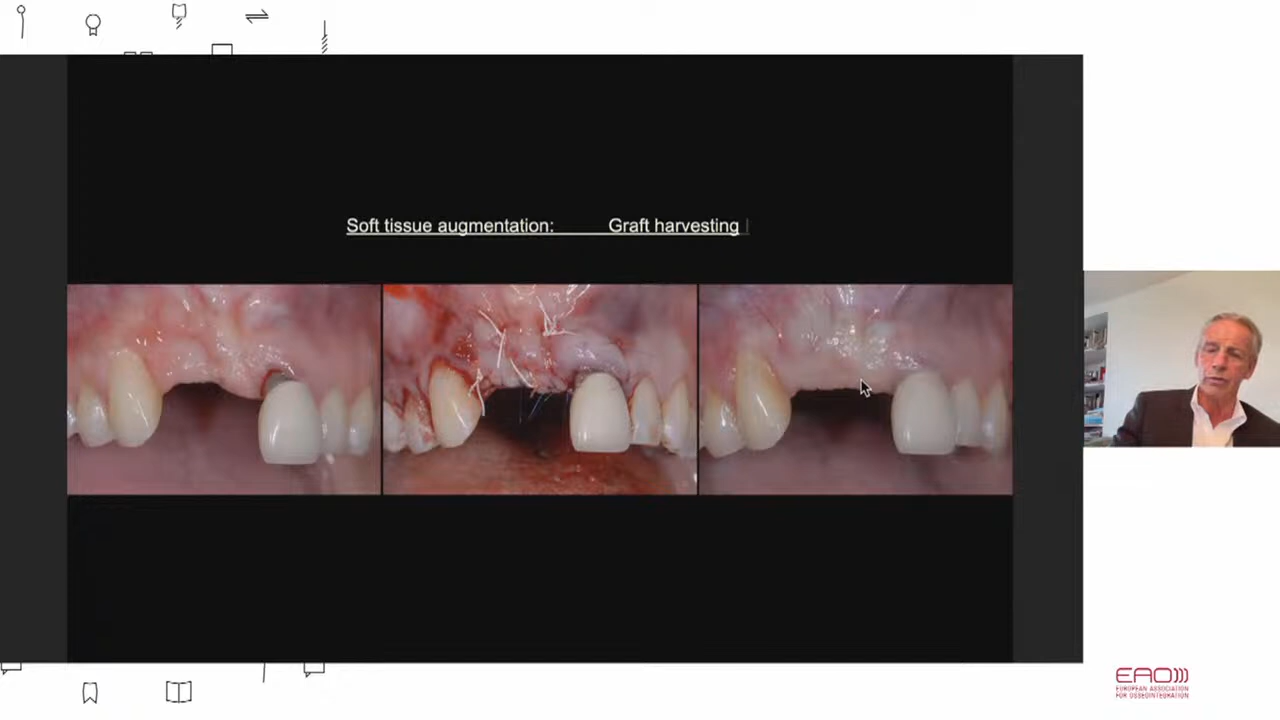 Soft tissue augmentation: Graft harvesting
EAO
EUROPEAN ASSOCIATION
FOR OSSEOINTEGRATION